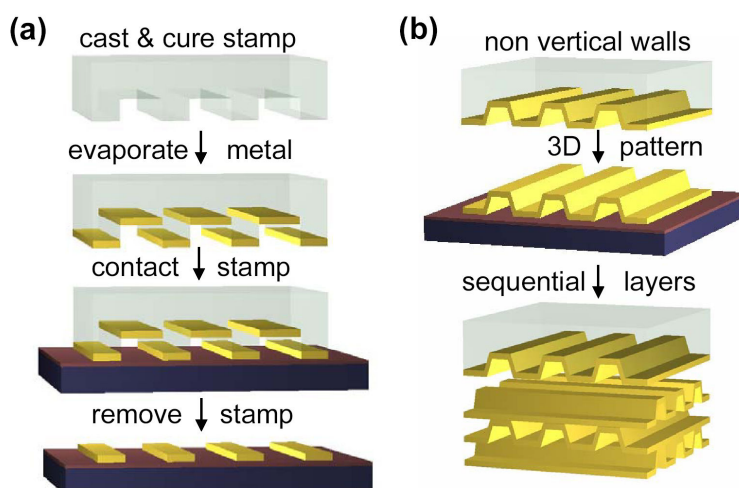 (a)
cast & cure stamp
evaporate metal
contact stamp
remove stamp
(b)
non vertical walls
3D pattern
sequential layers